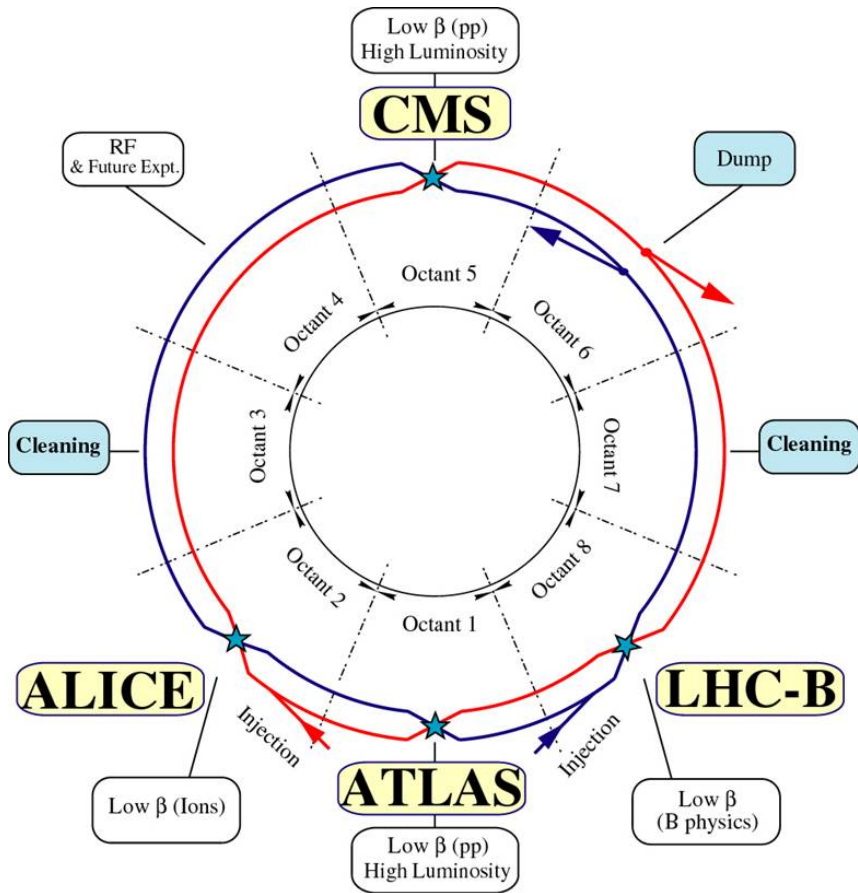 Low β (pp)
High Luminosity
CMS
RF
& Future Expt.
Dump
Octant 5
Octant 4
Octant 6
Cleaning
Octant 3
Octant 7
Cleaning
Octant 2
Octant 8
Octant 1
ALICE
LHC-B
Injection
Injection
ATLAS
Low β (Ions)
Low β
(B physics)
Low β (pp)
High Luminosity